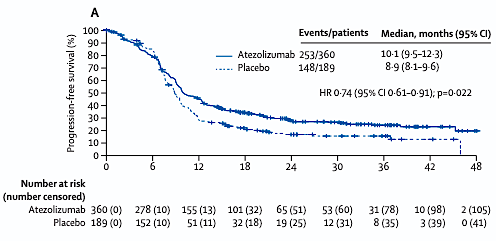 A
Events/patients Median, months (95% CI)
Atezolizumab 253/360 10·1 (9·5–12·3)
Placebo 148/189 8·9 (8·1–9·6)
HR 0·74 (95% CI 0·61–0·91); p=0·022
Progression-free survival (%)
100
90
80
70
60
50
40
30
20
10
0
0 6 12 18 24 30 36 42 48
Number at risk
(number censored)
Atezolizumab 360 (0) 278 (10) 155 (13) 101 (32) 65 (51) 53 (60) 31 (78) 10 (98) 2 (105)
Placebo 189 (0) 152 (10) 51 (11) 32 (18) 19 (25) 12 (31) 8 (35) 3 (39) 0 (41)